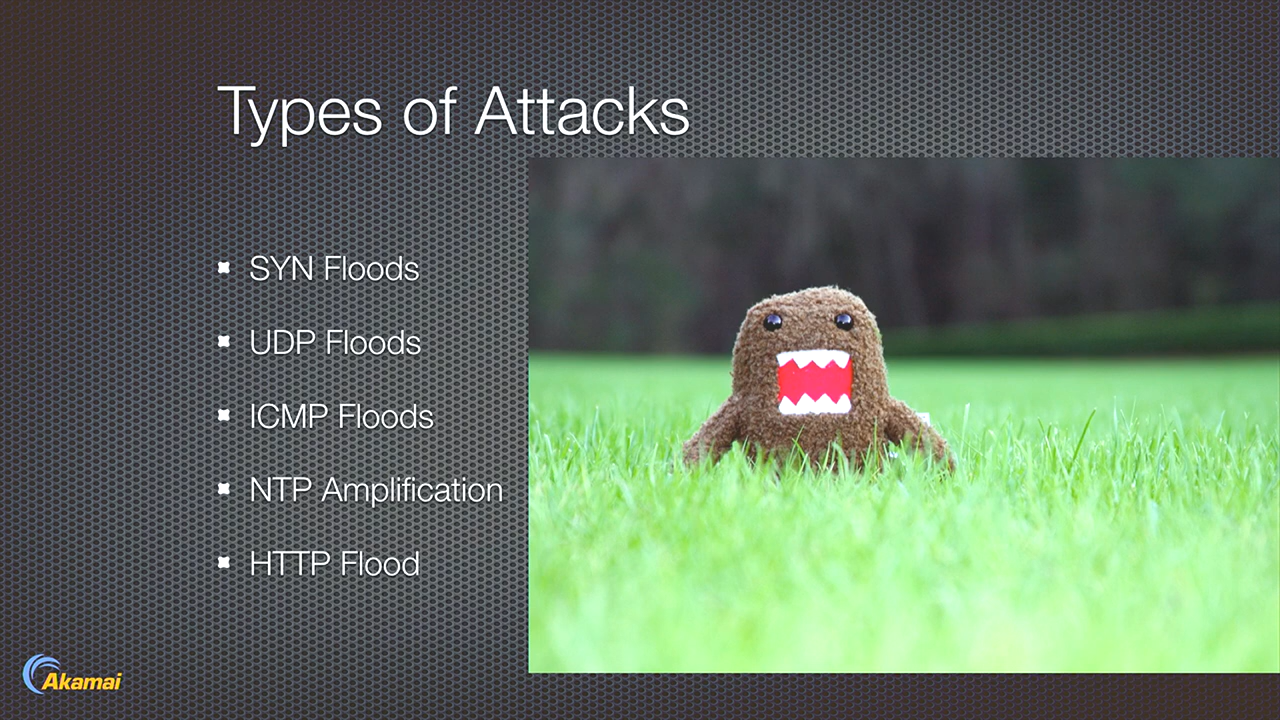 Types of Attacks
SYN Floods
UDP Floods
ICMP Floods
NTP Amplification
HTTP Flood
Akamai